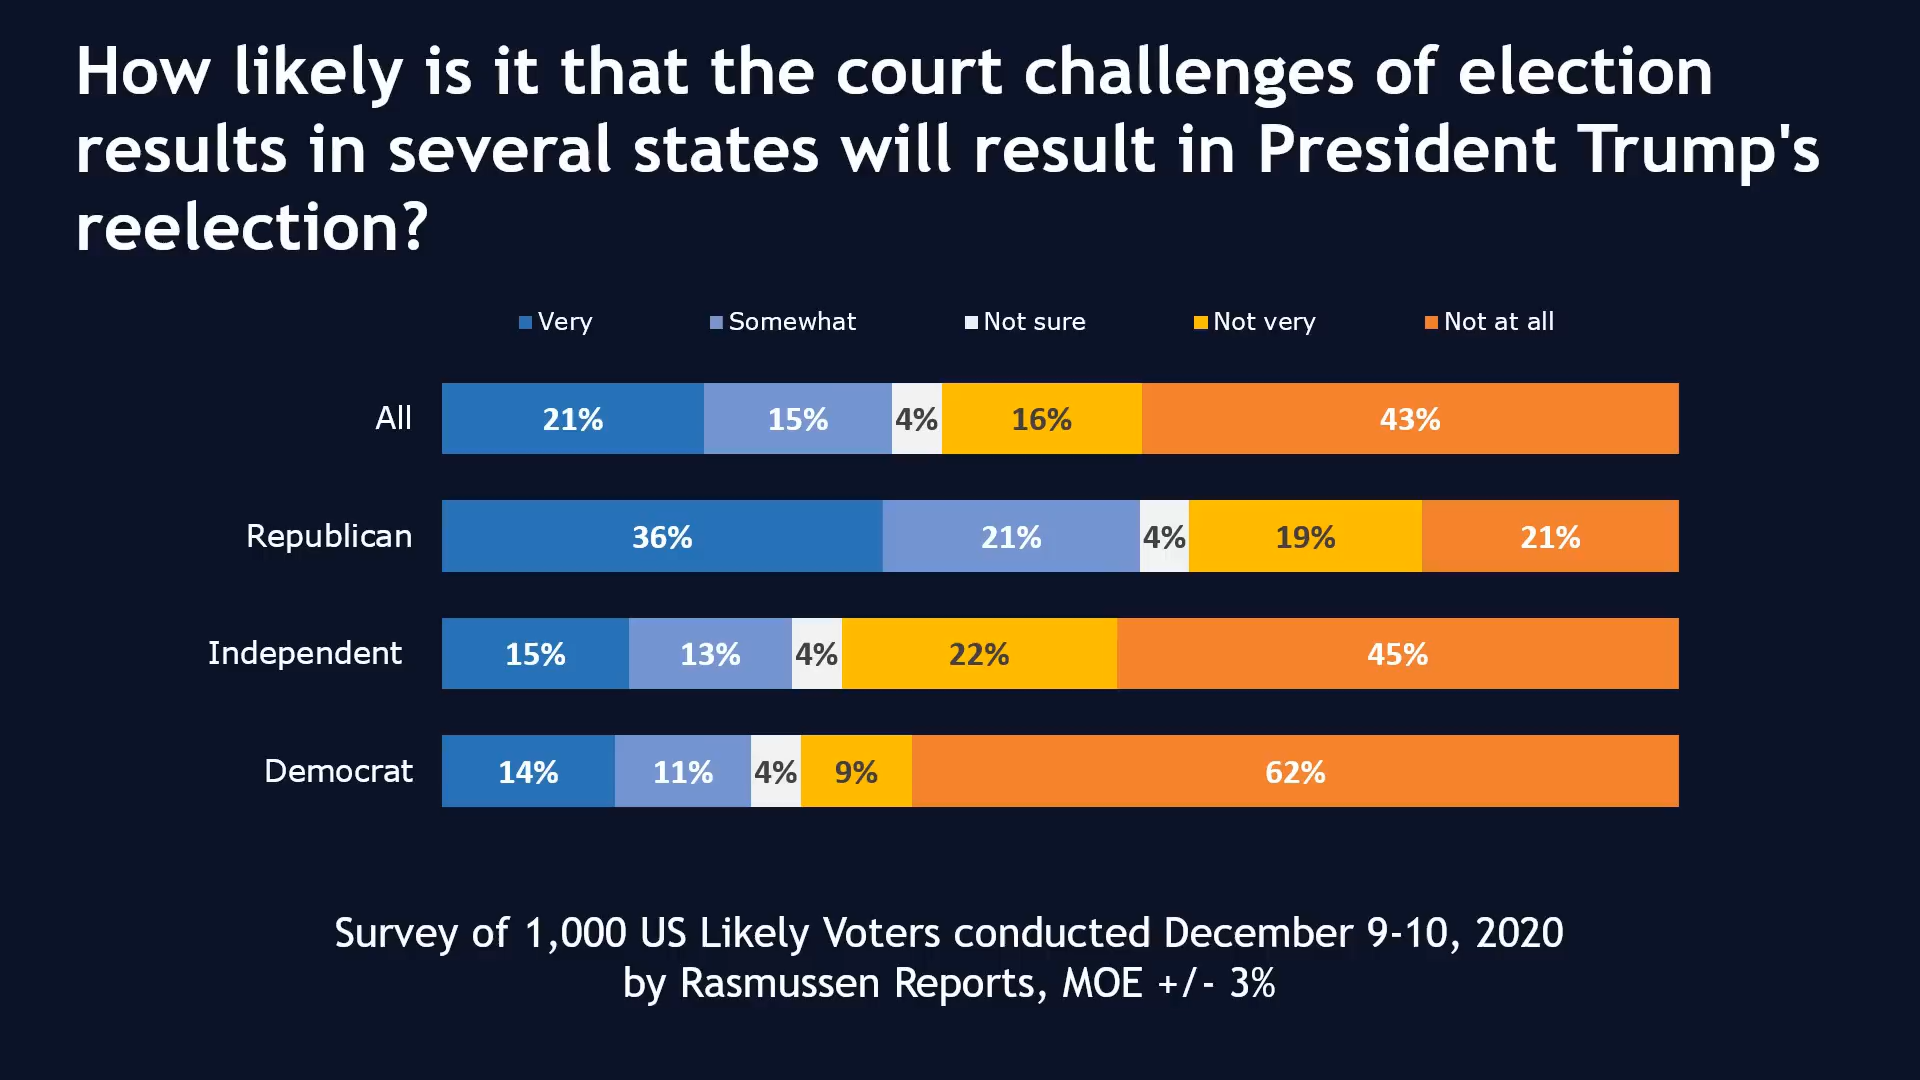 How likely is it that the court challenges of election
results in several states will result in President Trump's
reelection?
Very Somewhat Not sure Not very Not at all
All 21% 15% 4% 16% 43%
Republican 36% 21% 4% 19% 21%
Independent 15% 13% 4% 22% 45%
Democrat 14% 11% 4% 9% 62%
Survey of 1,000 US Likely Voters conducted December 9-10, 2020
by Rasmussen Reports, MOE +/- 3%